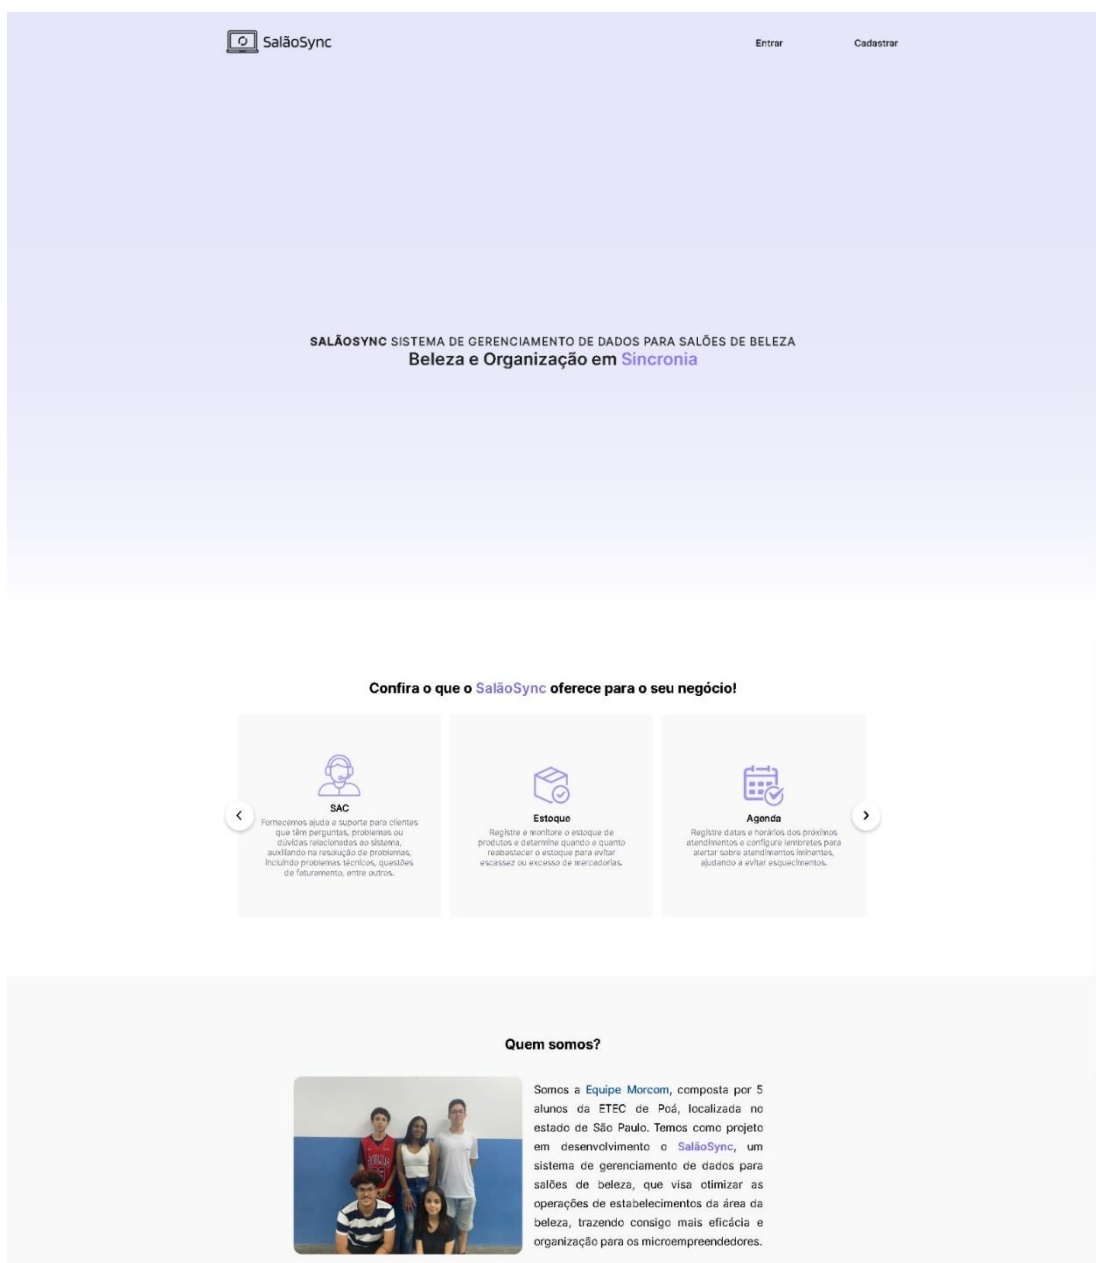 SalãoSync
Entrar
Cadastrar
SALÃOSYNC SISTEMA DE GERENCIAMENTO DE DADOS PARA SALÕES DE BELEZA
Beleza e Organização em Sincronia
Confira o que o SalãoSync oferece para o seu negócio!
SAC
Fornecemos ajuda e suporte para clientes
que têm perguntas, problemas ou
dúvidas relacionadas ao sistema,
auxiliando na resolução de problemas,
incluindo problemas técnicos, questões
de faturamento, entre outros.
Estoque
Registre e monitore o estoque de
produtos e determine quando e quanto
reabastecer o estoque para evitar
escassez ou excesso de mercadorias.
Agenda
Registre datas e horários dos próximos
atendimentos e configure lembretes para
alertar sobre atendimentos iminentes,
ajudando a evitar esquecimentos.
Quem somos?
Somos a Equipe Morcom, composta por 5
alunos da ETEC de Poá, localizada no
estado de São Paulo. Temos como projeto
em desenvolvimento o SalãoSync, um
sistema de gerenciamento de dados para
salões de beleza, que visa otimizar as
operações de estabelecimentos da área da
beleza, trazendo consigo mais eficácia e
organização para os microempreendedores.